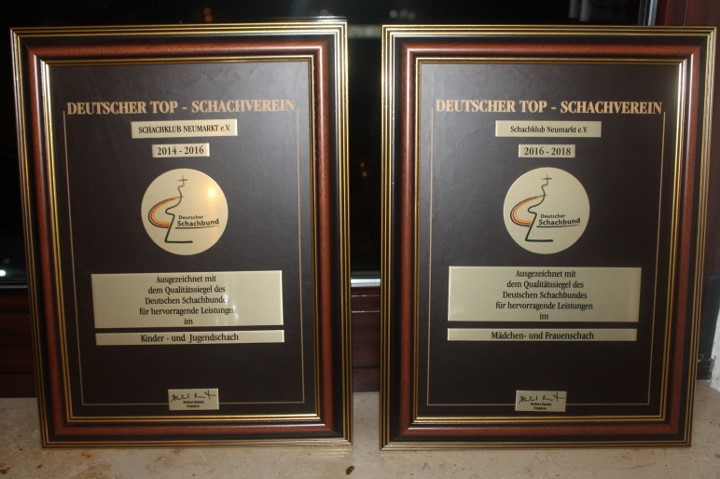 DEUTSCHER TOP - SCHACHVEREIN
SCHACHKLUB NEUMARKT e.V.
2014 - 2016
Deutscher
Schachbund
Ausgezeichnet mit
dem Qualitätssiegel des
Deutschen Schachbundes
für hervorragende Leistungen
im
Kinder - und Jugendschach
Präsident
DEUTSCHER TOP - SCHACHVEREIN
Schachklub Neumarkt e.V.
2016 - 2018
Deutscher
Schachbund
Ausgezeichnet mit
dem Qualitätssiegel des
Deutschen Schachbundes
für hervorragende Leistungen
im
Mädchen- und Frauenschach
Präsident